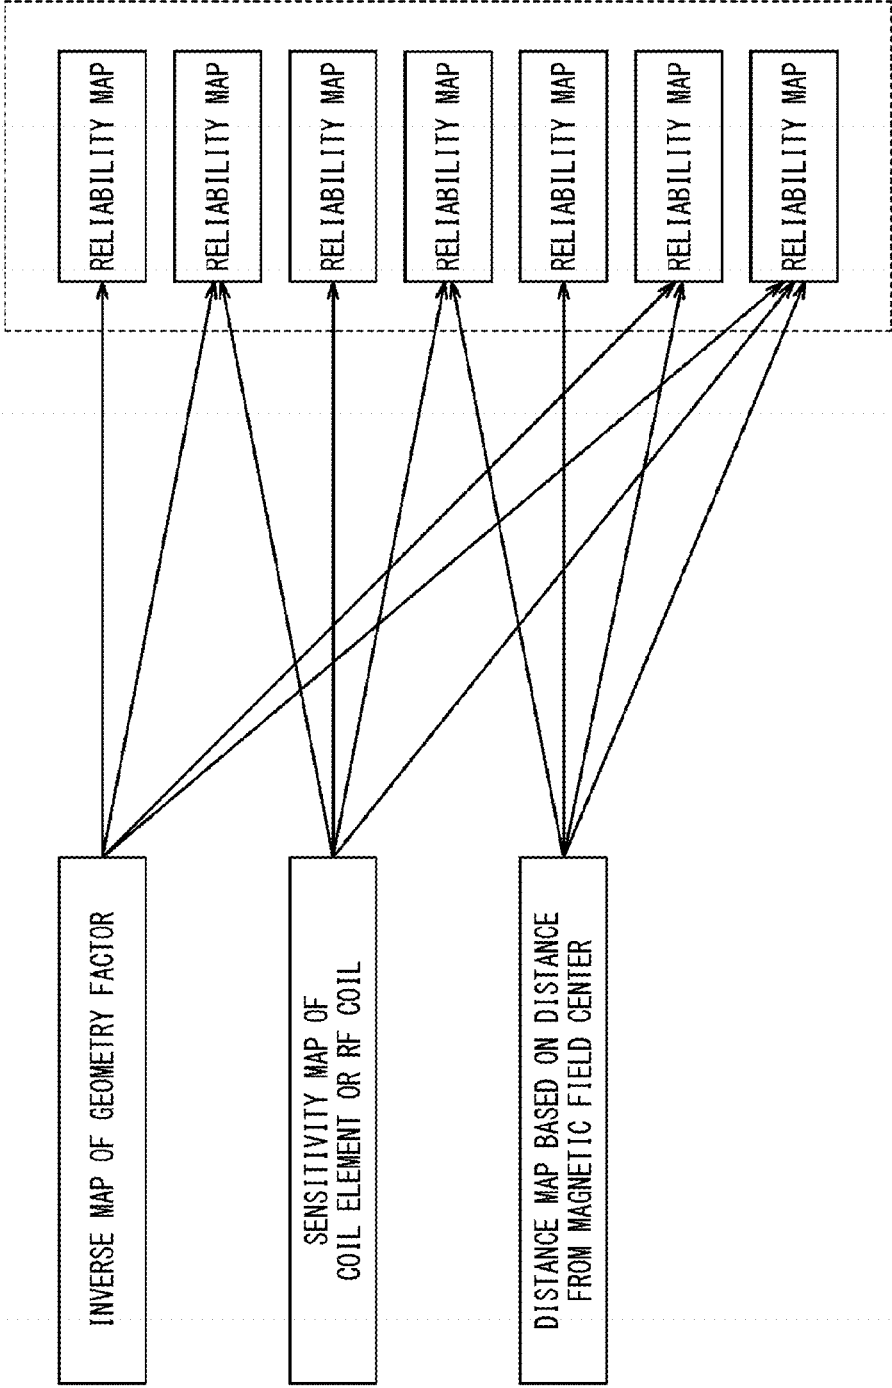 RELIABILITY MAP
RELIABILITY MAP
RELIABILITY MAP
RELIABILITY MAP
RELIABILITY MAP
RELIABILITY MAP
RELIABILITY MAP
INVERSE MAP OF GEOMETRY FACTOR
SENSITIVITY MAP OF
COIL ELEMENT OR RF COIL
DISTANCE MAP BASED ON DISTANCE
FROM MAGNETIC FIELD CENTER